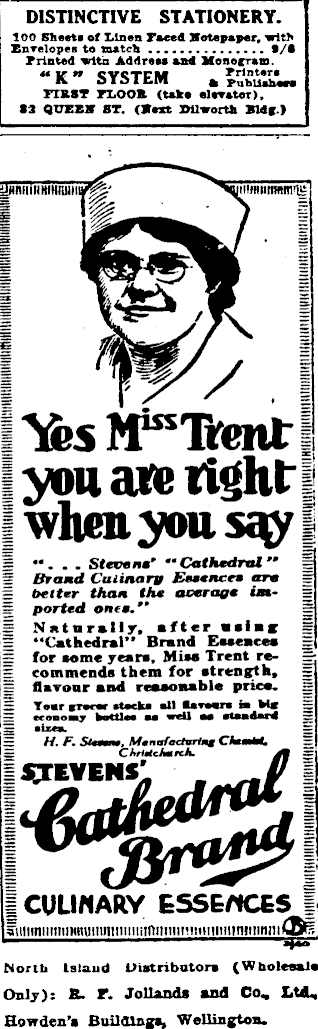 DISTINCTIVE STATIONERY.
100 Sheets of Linen Faced Notepaper, with
Envelopes to match .............. 9/6
Printed with Address and Monogram.
"K" SYSTEM Printers & Publishers
FIRST FLOOR (take elevator),
82 QUEEN ST. (Next Dilworth Bldg.)
Yes Miss Trent
you are right
when you say
". . . Stevens' "Cathedral"
Brand Culinary Essences are
better than the average im-
ported ones."
Naturally, after using
"Cathedral" Brand Essences
for some years, Miss Trent re-
commends them for strength,
flavour and reasonable price.
Your grocer stocks all flavours in big
economy bottles as well as standard
sizes.
H. F. Stevens, Manufacturing Chemist,
Christchurch.
STEVENS'
Cathedral
Brand
CULINARY ESSENCES
North Island Distributors (Wholesale
Only): R. F. Jollands and Co., Ltd.,
Howden's Buildings, Wellington.